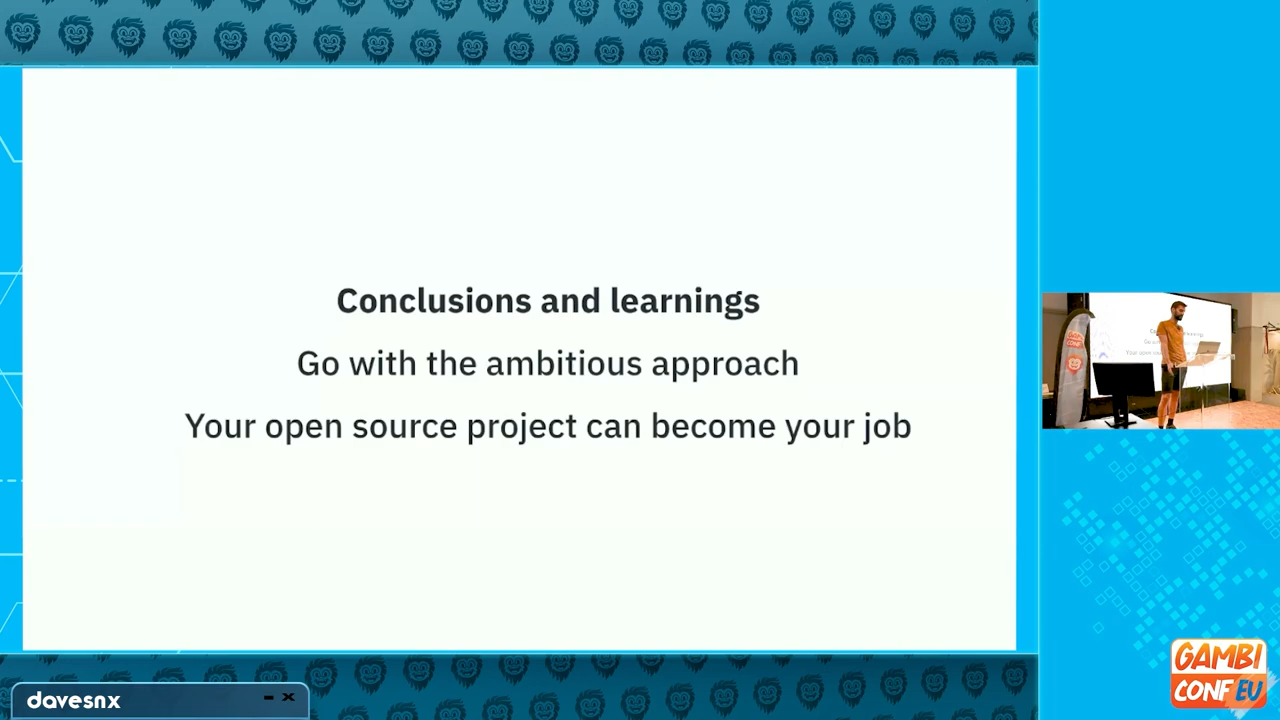 Conclusions and learnings
Go with the ambitious approach
Your open source project can become your job
davesnx
GAMBI
CONF EU